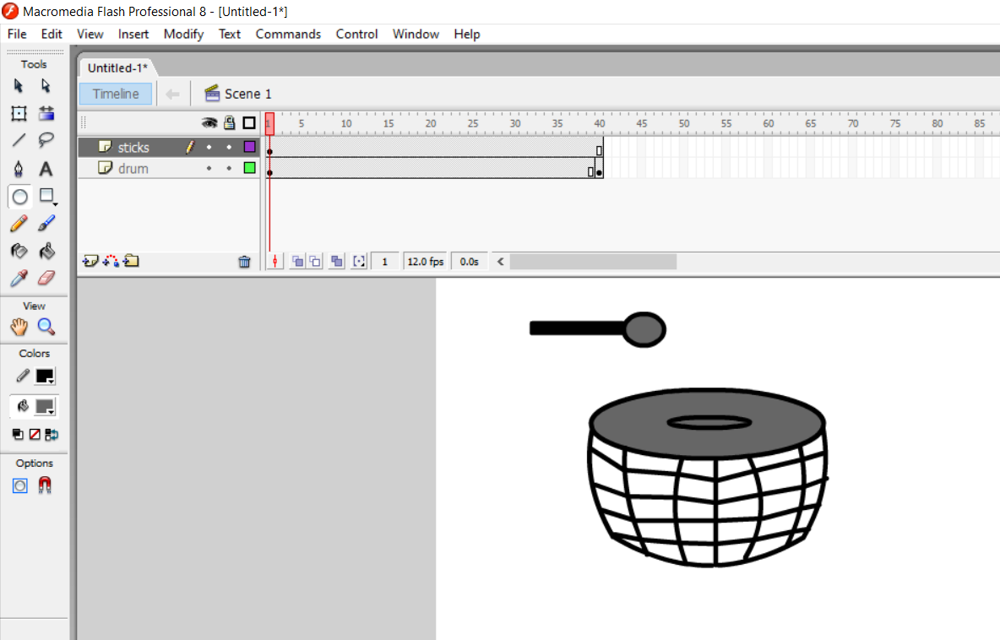 Macromedia Flash Professional 8 - [Untitled-1*]
File Edit View Insert Modify Text Commands Control Window Help
Tools
Untitled-1*
Timeline
Scene 1
1 5 10 15 20 25 30 35 40 45 50 55 60 65 70 75 80 85
sticks
drum
A
1 12.0 fps 0.0s
View
Colors
Options